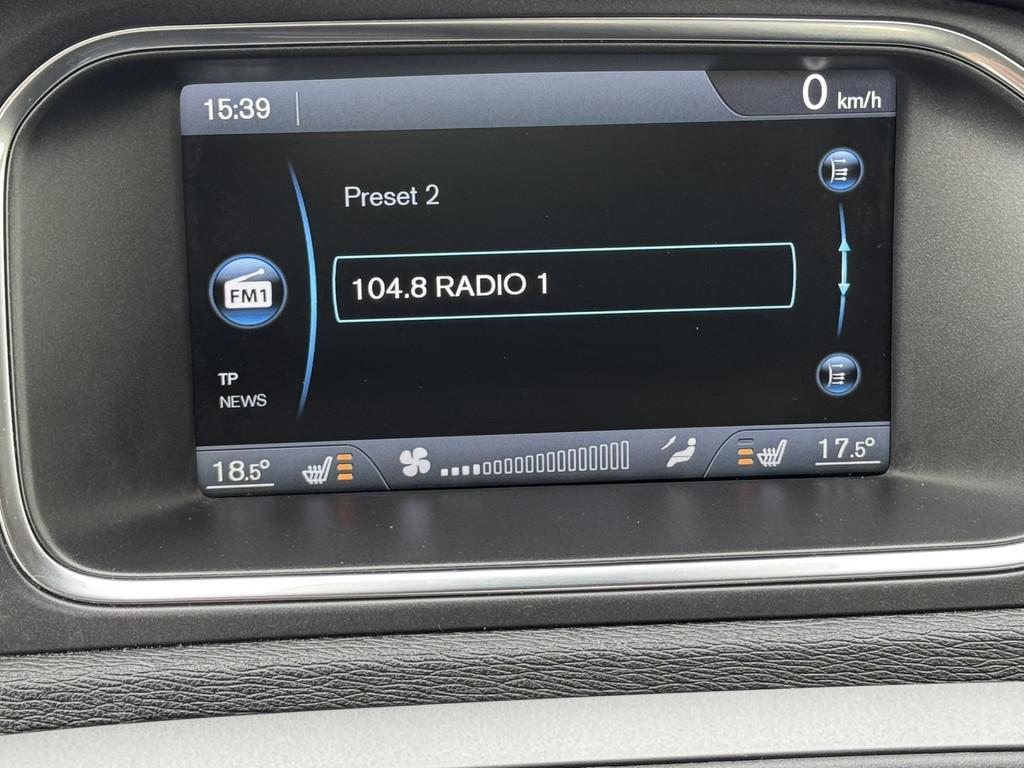 15:39
0 km/h
Preset 2
104.8 RADIO 1
FM1
TP
NEWS
18.5°
17.5°